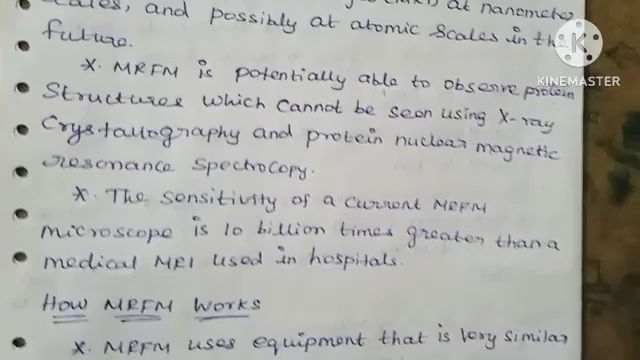 scales, and possibly at atomic scales in the
future.
*. MRFM is potentially able to observe protein
structures which cannot be seen using X-ray
Crystallography and protein nuclear magnetic
resonance spectrocopy.
*. The sensitivity of a current MRFM
microscope is 10 billion times greater than a
medical MRI used in hospitals.
How MRFM Works
*. MRFM uses equipment that is very similar
KINEMASTER